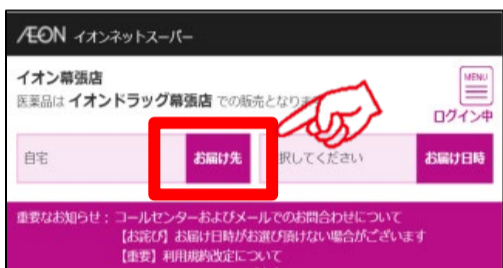 ÆON イオンネットスーパー
イオン幕張店
医薬品は イオンドラッグ幕張店 での販売となりま
MENU
ログイン中
自宅 お届け先 択してください お届け日時
重要なお知らせ: コールセンターおよびメールでのお問合わせについて
【お詫び】お届け日時がお選び頂けない場合がございます
【重要】利用規約改定について